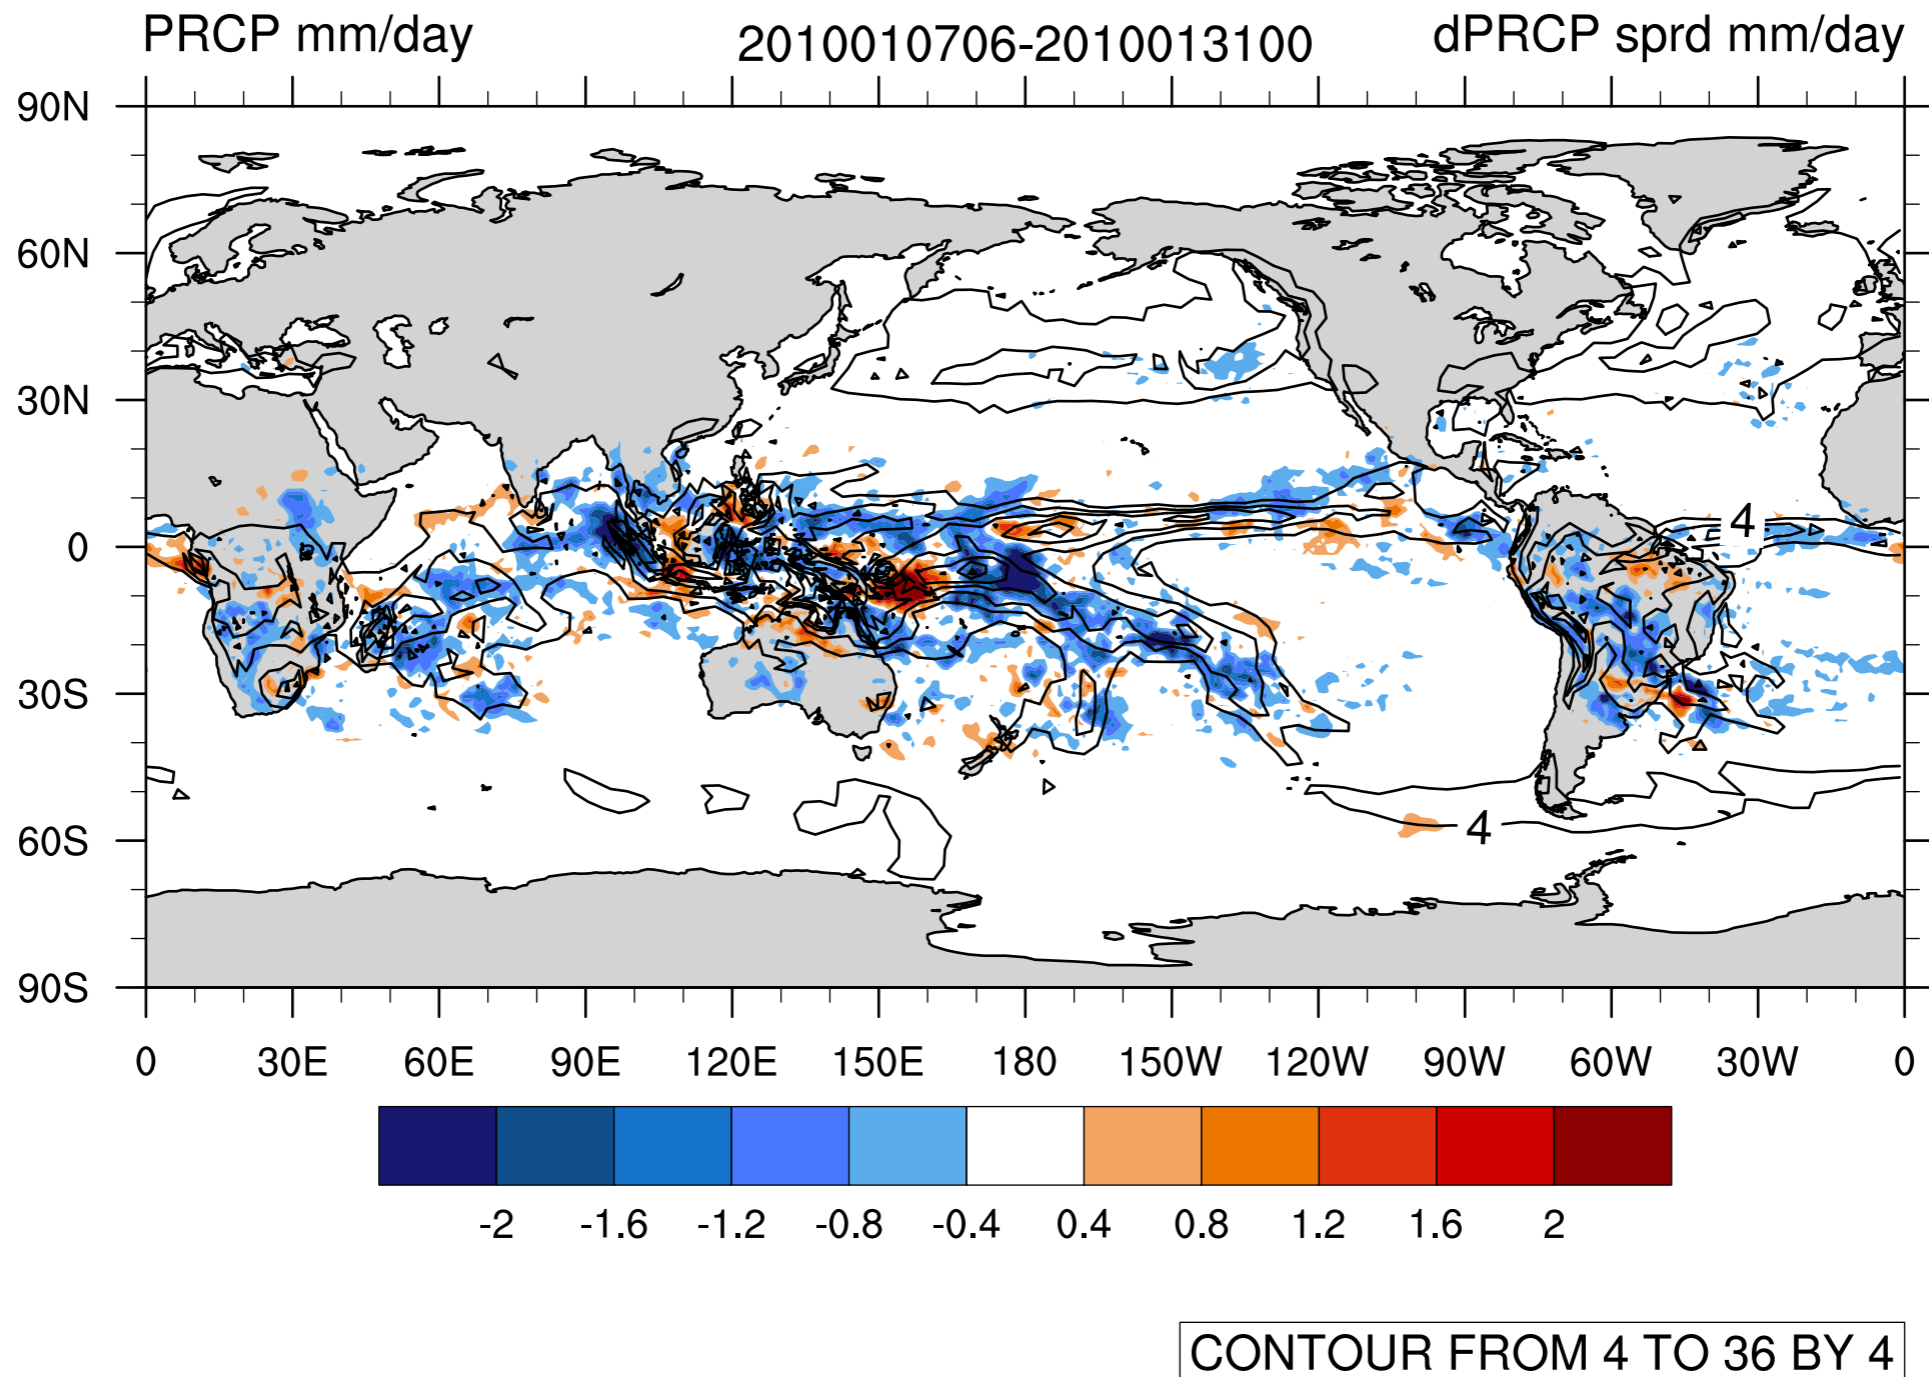 PRCP mm/day 2010010706-2010013100 dPRCP sprd mm/day
90N
60N
30N
0
30S
60S
90S
4
4
0 30E 60E 90E 120E 150E 180 150W 120W 90W 60W 30W 0
-2 -1.6 -1.2 -0.8 -0.4 0.4 0.8 1.2 1.6 2
CONTOUR FROM 4 TO 36 BY 4